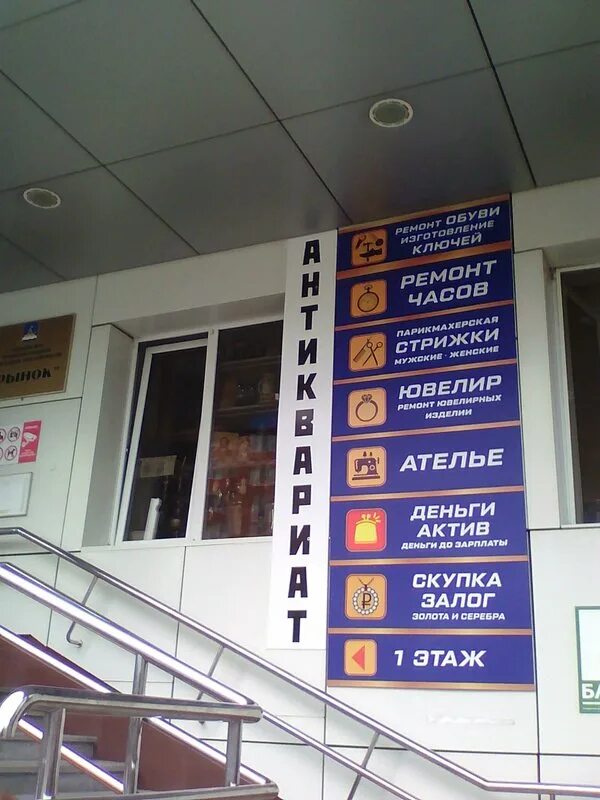 АНТИКВАРИАТ
РЕМОНТ ОБУВИ
ИЗГОТОВЛЕНИЕ
КЛЮЧЕЙ
РЕМОНТ
ЧАСОВ
ПАРИКМАХЕРСКАЯ
СТРИЖКИ
МУЖСКИЕ - ЖЕНСКИЕ
ЮВЕЛИР
РЕМОНТ ЮВЕЛИРНЫХ
ИЗДЕЛИИ
АТЕЛЬЕ
ДЕНЬГИ
АКТИВ
ДЕНЬГИ ДО ЗАРПЛАТЫ
СКУПКА
ЗАЛОГ
ЗОЛОТА И СЕРЕБРА
1 ЭТАЖ
РЫНОК"